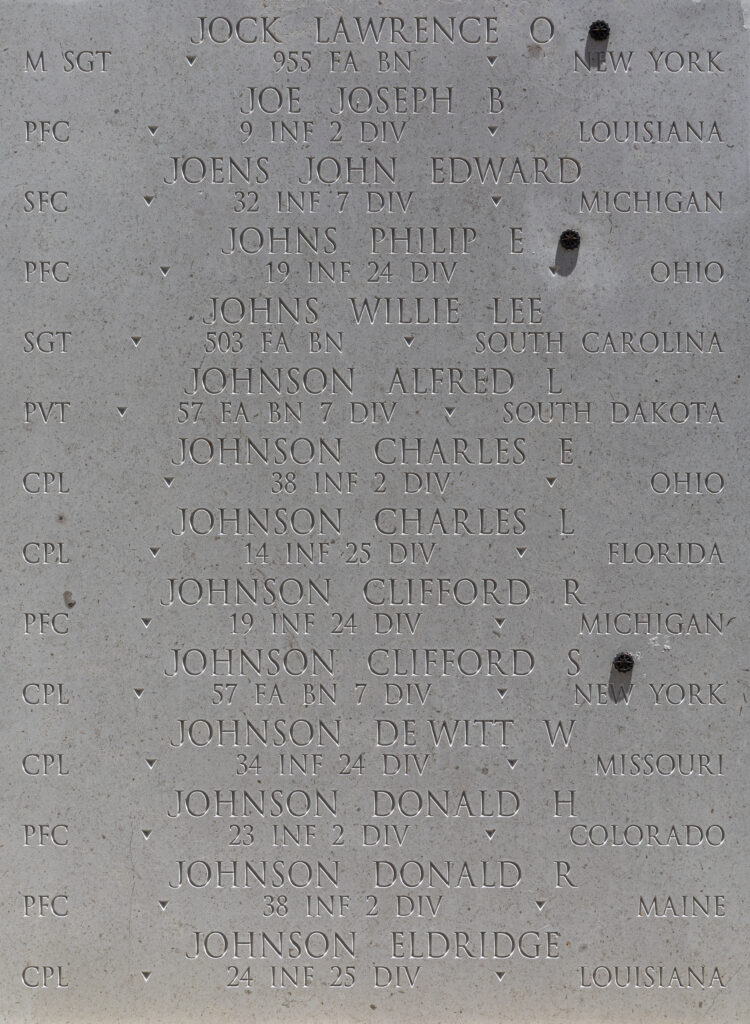 JOCK LAWRENCE O
M SGT ▾ 955 FA BN ▾ NEW YORK
JOE JOSEPH B
PFC ▾ 9 INF 2 DIV ▾ LOUISIANA
JOENS JOHN EDWARD
SFC ▾ 32 INF 7 DIV ▾ MICHIGAN
JOHNS PHILIP E
PFC ▾ 19 INF 24 DIV ▾ OHIO
JOHNS WILLIE LEE
SGT ▾ 503 FA BN ▾ SOUTH CAROLINA
JOHNSON ALFRED L
PVT ▾ 57 FA BN 7 DIV ▾ SOUTH DAKOTA
JOHNSON CHARLES E
CPL ▾ 38 INF 2 DIV ▾ OHIO
JOHNSON CHARLES L
CPL ▾ 14 INF 25 DIV ▾ FLORIDA
JOHNSON CLIFFORD R
PFC ▾ 19 INF 24 DIV ▾ MICHIGAN
JOHNSON CLIFFORD S
CPL ▾ 57 FA BN 7 DIV ▾ NEW YORK
JOHNSON DE WITT W
CPL ▾ 34 INF 24 DIV ▾ MISSOURI
JOHNSON DONALD H
PFC ▾ 23 INF 2 DIV ▾ COLORADO
JOHNSON DONALD R
PFC ▾ 38 INF 2 DIV ▾ MAINE
JOHNSON ELDRIDGE
CPL ▾ 24 INF 25 DIV ▾ LOUISIANA